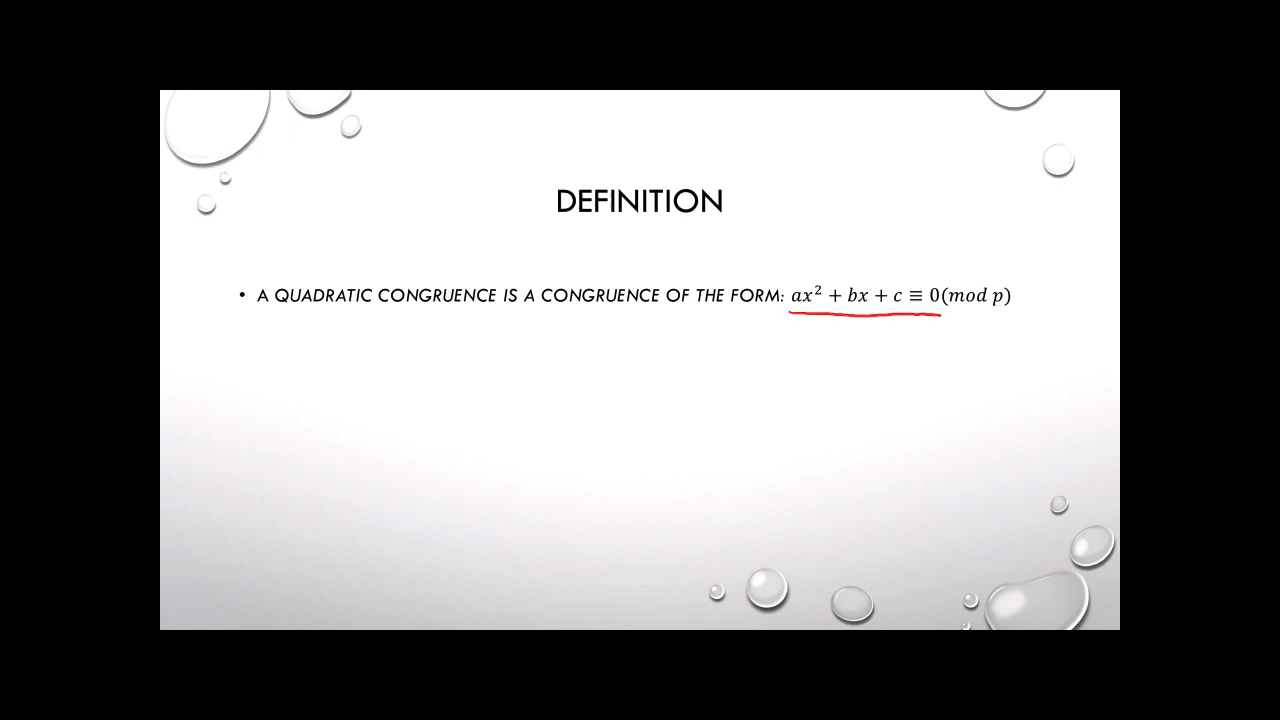 DEFINITION
• A QUADRATIC CONGRUENCE IS A CONGRUENCE OF THE FORM: 𝑎𝑥² + 𝑏𝑥 + 𝑐 ≡ 0(𝑚𝑜𝑑 𝑝)